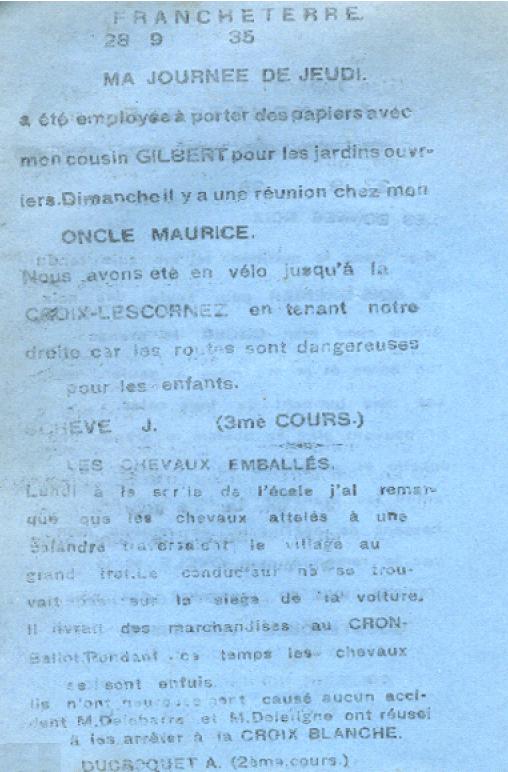 FRANCHETERRE.
28 9 35
MA JOURNEE DE JEUDI.
a été employée à porter des papiers avec
mon cousin GILBERT pour les jardins ouvr-
iers.Dimanche il y a une réunion chez mon
ONCLE MAURICE.
Nous avons été en vélo jusqu'á la
CROIX-LESCORNEZ en tenant notre
droite car les routes sont dangereuses
pour les enfants.
SCHEVE J. (3mè COURS.)
LES CHEVAUX EMBALLÉS.
Lundi à la sortie de l'école j'ai remar-
qué que les chevaux attelés à une
Balandre traversaient le village au
grand trot.Le conducteur ne se trou-
vait pas sur le siège de la voiture.
Il livrait des marchandises au CRON-
Ballot.Pendant ce temps les chevaux
se sont enfuis.
Ils n'ont heureusement causé aucun acci-
dent M.Delebarre et M.Deleligne ont réussi
à les arrêter à la CROIX BLANCHE.
DUCROCQUET A. (2ème.cours.)